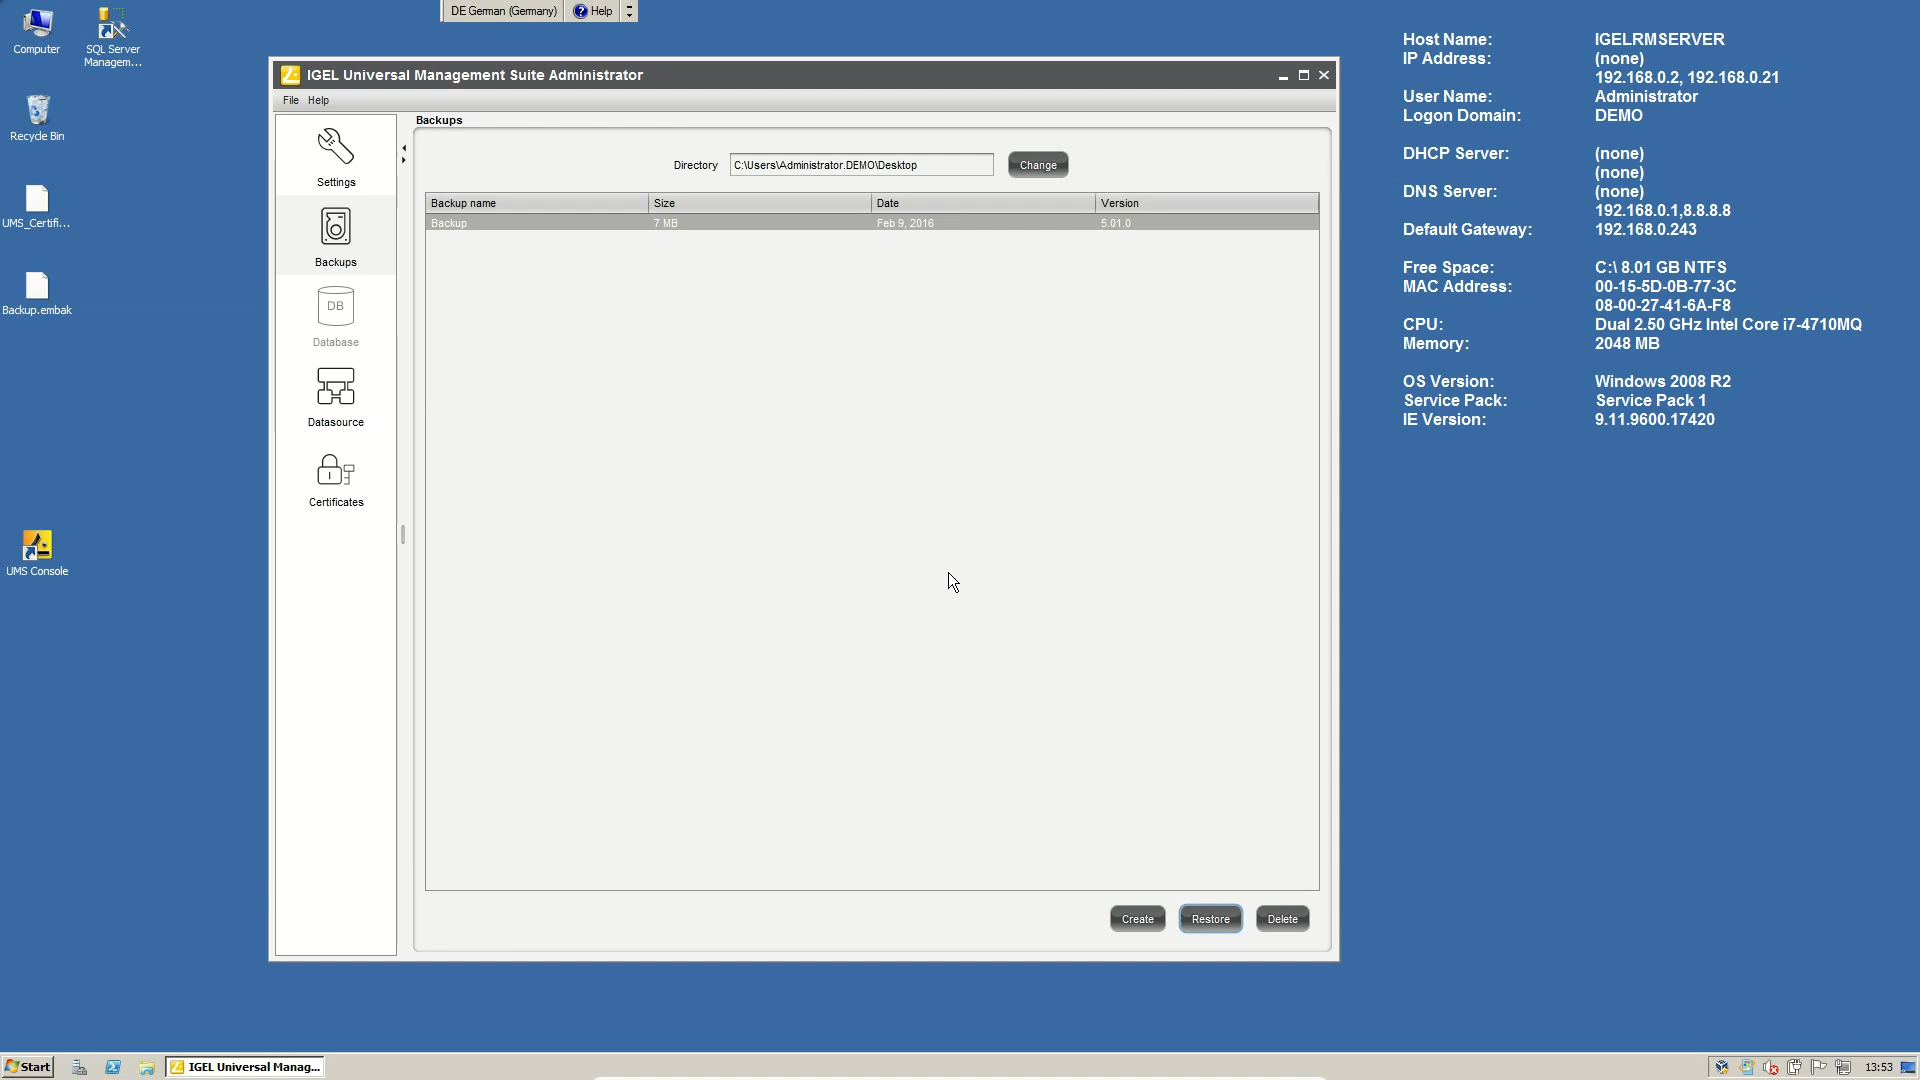 DE German (Germany) Help
Computer
SQL Server
Managem...
Recycle Bin
UMS_Certifi...
Backup.embak
UMS Console
IGEL Universal Management Suite Administrator
File Help
Settings
Backups
DB
Database
Datasource
Certificates
Backups
Directory C:\Users\Administrator.DEMO\Desktop Change
Backup name Size Date Version
Backup 7 MB Feb 9, 2016 5.01.0
Create Restore Delete
Host Name: IGELRMSERVER
IP Address: (none)
192.168.0.2, 192.168.0.21
User Name: Administrator
Logon Domain: DEMO
DHCP Server: (none)
(none)
DNS Server: (none)
192.168.0.1,8.8.8.8
Default Gateway: 192.168.0.243
Free Space: C:\ 8.01 GB NTFS
MAC Address: 00-15-5D-0B-77-3C
08-00-27-41-6A-F8
CPU: Dual 2.50 GHz Intel Core i7-4710MQ
Memory: 2048 MB
OS Version: Windows 2008 R2
Service Pack: Service Pack 1
IE Version: 9.11.9600.17420
Start IGEL Universal Manag... 13:53